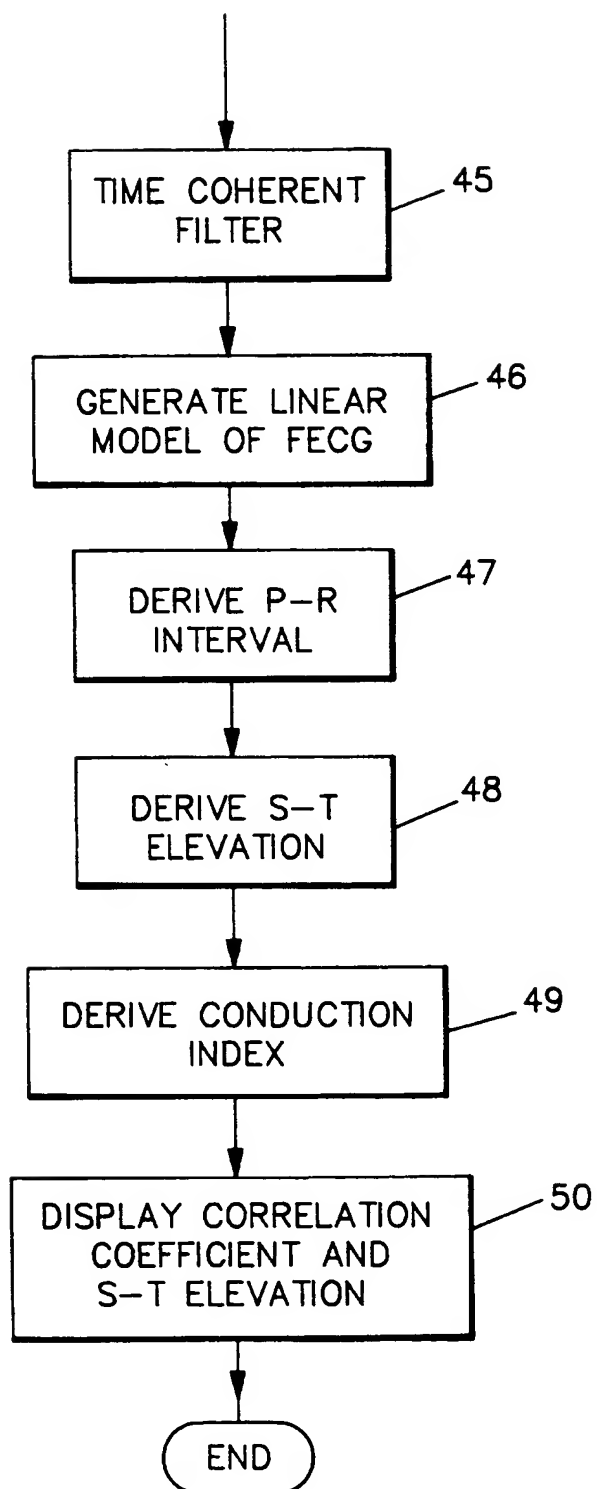 TIME COHERENT
FILTER
45
GENERATE LINEAR
MODEL OF FECG
46
DERIVE P-R
INTERVAL
47
DERIVE S-T
ELEVATION
48
DERIVE CONDUCTION
INDEX
49
DISPLAY CORRELATION
COEFFICIENT AND
S-T ELEVATION
50
END